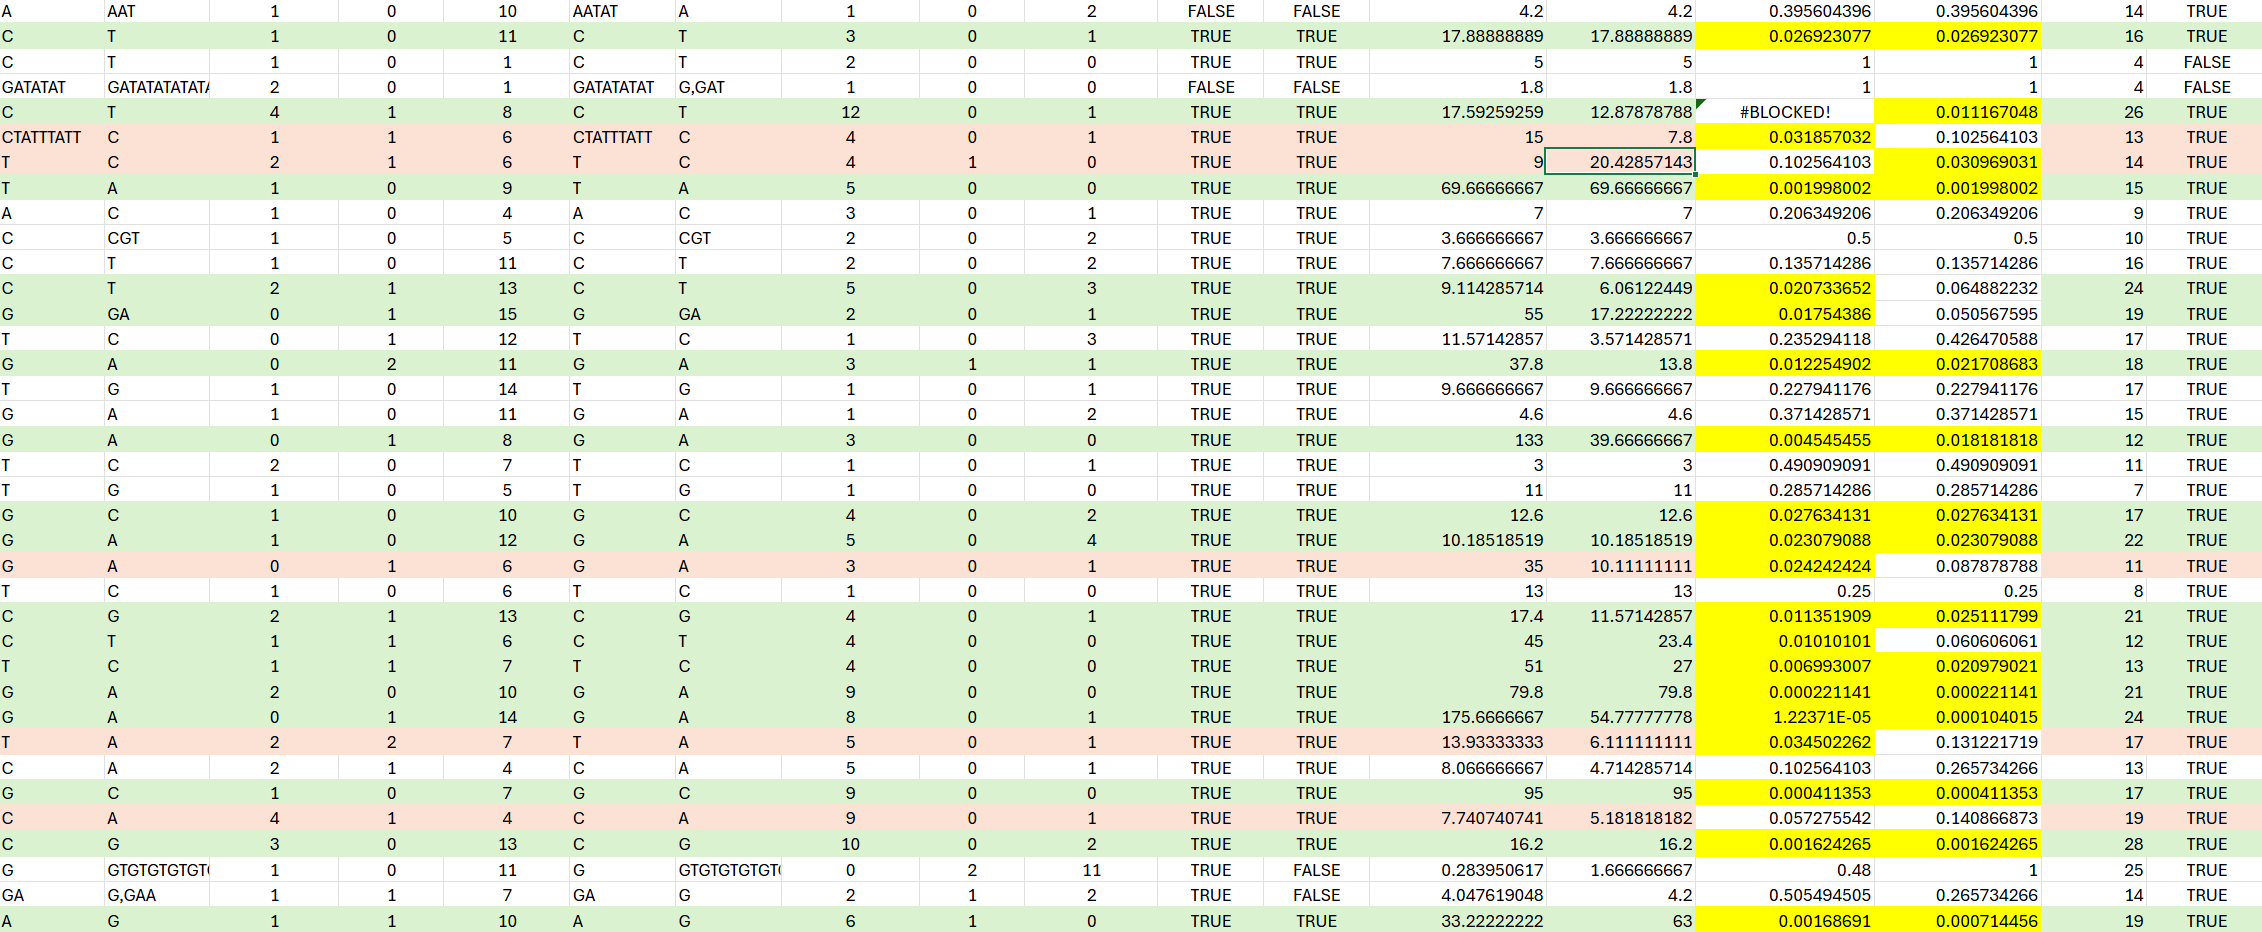 A AAT 1 0 10 AATAT A 1 0 2 FALSE FALSE 4.2 4.2 0.395604396 0.395604396 14 TRUE
C T 1 0 11 C T 3 0 1 TRUE TRUE 17.88888889 17.88888889 0.026923077 0.026923077 16 TRUE
C T 1 0 1 C T 2 0 0 TRUE TRUE 5 5 1 1 4 FALSE
GATATAT GATATATATATA 2 0 1 GATATATAT G,GAT 1 0 0 FALSE FALSE 1.8 1.8 1 1 4 FALSE
C T 4 1 8 C T 12 0 1 TRUE TRUE 17.59259259 12.87878788 #BLOCKED! 0.011167048 26 TRUE
CTATTTATT C 1 1 6 CTATTTATT C 4 0 1 TRUE TRUE 15 7.8 0.031857032 0.102564103 13 TRUE
T C 2 1 6 T C 4 1 0 TRUE TRUE 9 20.42857143 0.102564103 0.030969031 14 TRUE
T A 1 0 9 T A 5 0 0 TRUE TRUE 69.66666667 69.66666667 0.001998002 0.001998002 15 TRUE
A C 1 0 4 A C 3 0 1 TRUE TRUE 7 7 0.206349206 0.206349206 9 TRUE
C CGT 1 0 5 C CGT 2 0 2 TRUE TRUE 3.666666667 3.666666667 0.5 0.5 10 TRUE
C T 1 0 11 C T 2 0 2 TRUE TRUE 7.666666667 7.666666667 0.135714286 0.135714286 16 TRUE
C T 2 1 13 C T 5 0 3 TRUE TRUE 9.114285714 6.06122449 0.020733652 0.064882232 24 TRUE
G GA 0 1 15 G GA 2 0 1 TRUE TRUE 55 17.22222222 0.01754386 0.050567595 19 TRUE
T C 0 1 12 T C 1 0 3 TRUE TRUE 11.57142857 3.571428571 0.235294118 0.426470588 17 TRUE
G A 0 2 11 G A 3 1 1 TRUE TRUE 37.8 13.8 0.012254902 0.021708683 18 TRUE
T G 1 0 14 T G 1 0 1 TRUE TRUE 9.666666667 9.666666667 0.227941176 0.227941176 17 TRUE
G A 1 0 11 G A 1 0 2 TRUE TRUE 4.6 4.6 0.371428571 0.371428571 15 TRUE
G A 0 1 8 G A 3 0 0 TRUE TRUE 133 39.66666667 0.004545455 0.018181818 12 TRUE
T C 2 0 7 T C 1 0 1 TRUE TRUE 3 3 0.490909091 0.490909091 11 TRUE
T G 1 0 5 T G 1 0 0 TRUE TRUE 11 11 0.285714286 0.285714286 7 TRUE
G C 1 0 10 G C 4 0 2 TRUE TRUE 12.6 12.6 0.027634131 0.027634131 17 TRUE
G A 1 0 12 G A 5 0 4 TRUE TRUE 10.18518519 10.18518519 0.023079088 0.023079088 22 TRUE
G A 0 1 6 G A 3 0 1 TRUE TRUE 35 10.11111111 0.024242424 0.087878788 11 TRUE
T C 1 0 6 T C 1 0 0 TRUE TRUE 13 13 0.25 0.25 8 TRUE
C G 2 1 13 C G 4 0 1 TRUE TRUE 17.4 11.57142857 0.011351909 0.025111799 21 TRUE
C T 1 1 6 C T 4 0 0 TRUE TRUE 45 23.4 0.01010101 0.060606061 12 TRUE
T C 1 1 7 T C 4 0 0 TRUE TRUE 51 27 0.006993007 0.020979021 13 TRUE
G A 2 0 10 G A 9 0 0 TRUE TRUE 79.8 79.8 0.000221141 0.000221141 21 TRUE
G A 0 1 14 G A 8 0 1 TRUE TRUE 175.6666667 54.77777778 1.22371E-05 0.000104015 24 TRUE
T A 2 2 7 T A 5 0 1 TRUE TRUE 13.93333333 6.111111111 0.034502262 0.131221719 17 TRUE
C A 2 1 4 C A 5 0 1 TRUE TRUE 8.066666667 4.714285714 0.102564103 0.265734266 13 TRUE
G C 1 0 7 G C 9 0 0 TRUE TRUE 95 95 0.000411353 0.000411353 17 TRUE
C A 4 1 4 C A 9 0 1 TRUE TRUE 7.740740741 5.181818182 0.057275542 0.140866873 19 TRUE
C G 3 0 13 C G 10 0 2 TRUE TRUE 16.2 16.2 0.001624265 0.001624265 28 TRUE
G GTGTGTGTGT 1 0 11 G GTGTGTGTGT 0 2 11 TRUE FALSE 0.283950617 1.666666667 0.48 1 25 TRUE
GA G,GAA 1 1 7 GA G 2 1 2 TRUE FALSE 4.047619048 4.2 0.505494505 0.265734266 14 TRUE
A G 1 1 10 A G 6 1 0 TRUE TRUE 33.22222222 63 0.00168691 0.000714456 19 TRUE